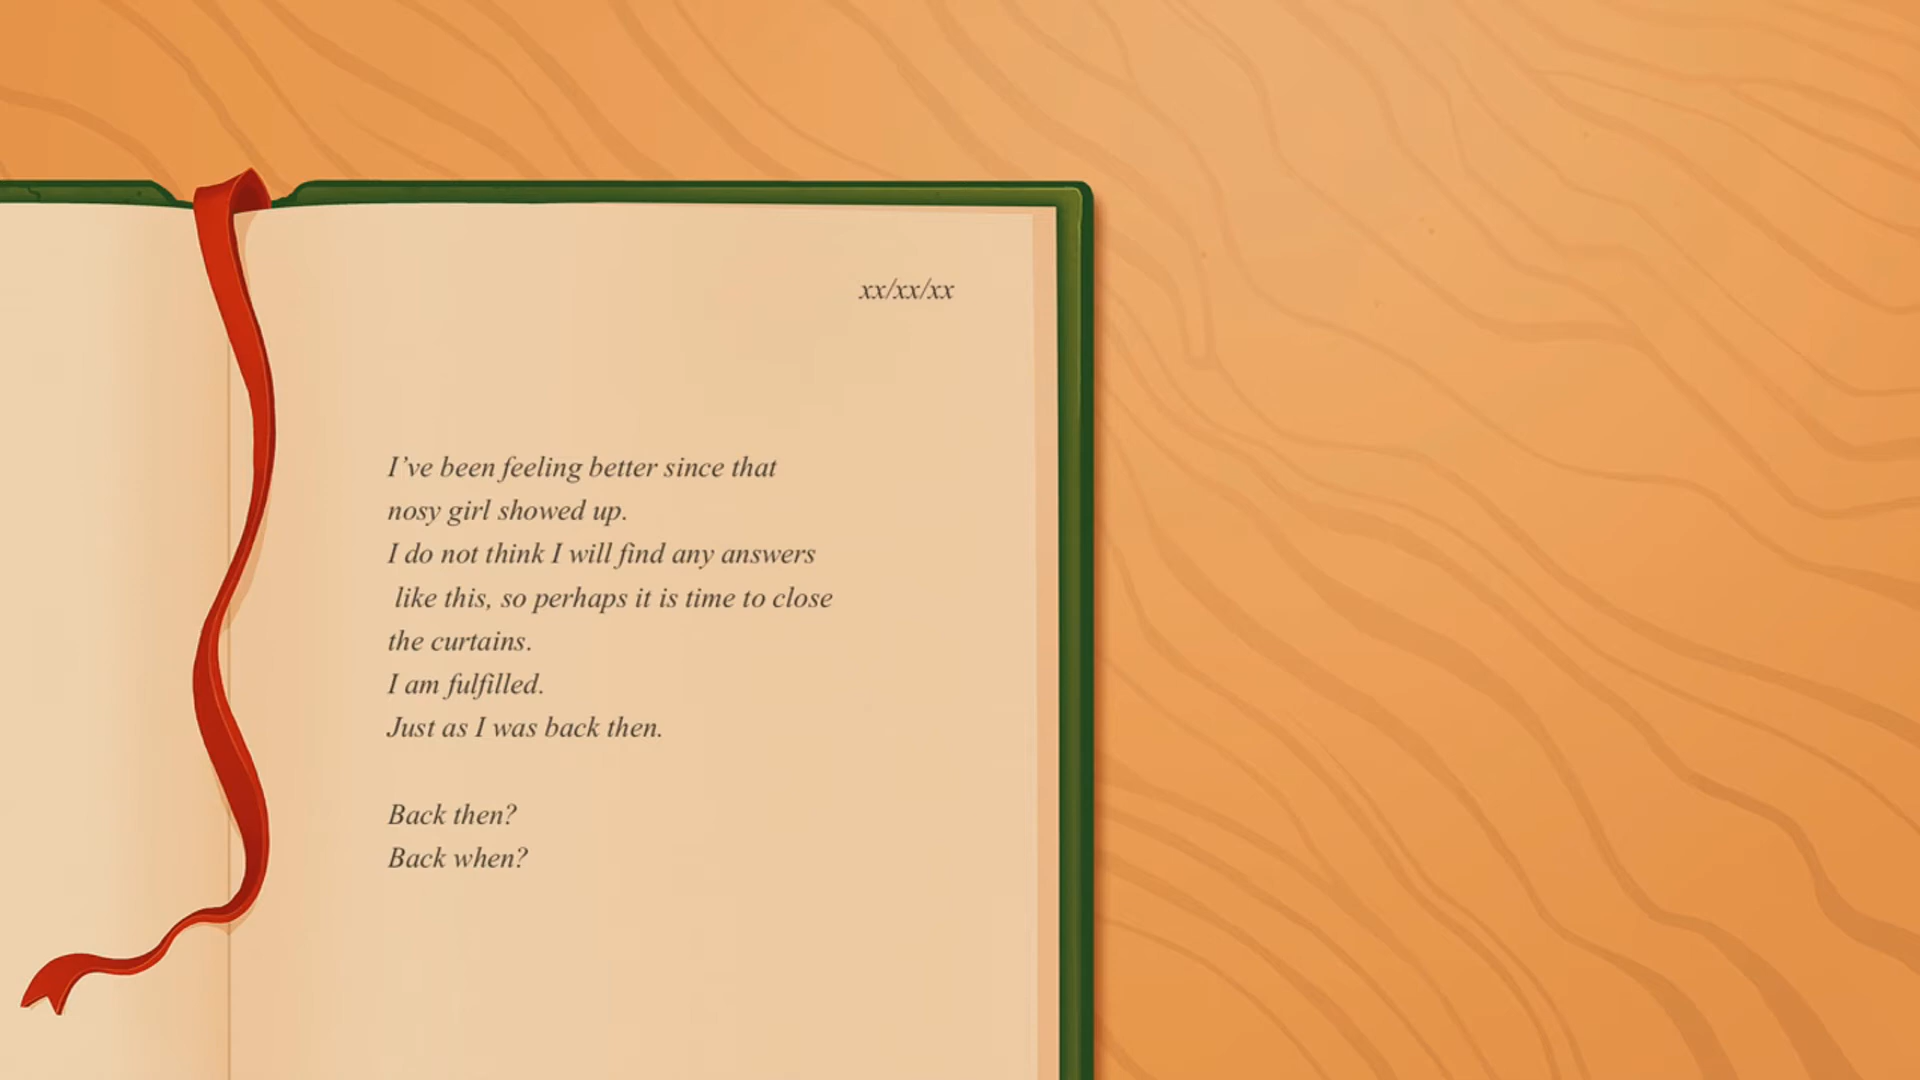 xx/xx/xx
I’ve been feeling better since that
nosy girl showed up.
I do not think I will find any answers
like this, so perhaps it is time to close
the curtains.
I am fulfilled.
Just as I was back then.
Back then?
Back when?